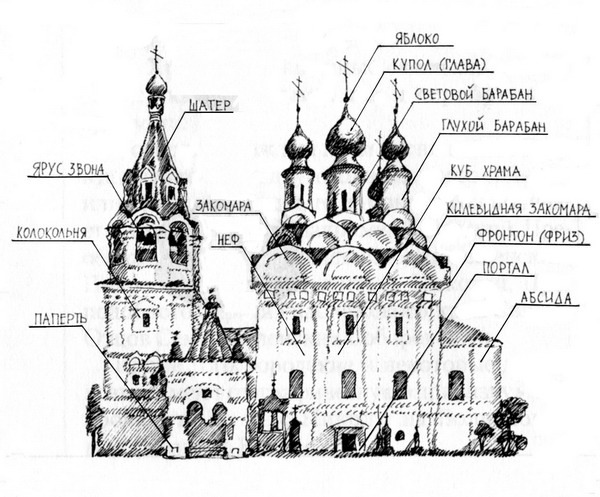 ЯБЛОКО
КУПОЛ (ГЛАВА)
СВЕТОВОЙ БАРАБАН
ШАТЕР
ГЛУХОЙ БАРАБАН
ЯРУС ЗВОНА
КУБ ХРАМА
ЗАКОМАРА
КИЛЕВИДНАЯ ЗАКОМАРА
КОЛОКОЛЬНЯ
НЕФ
ФРОНТОН (ФРИЗ)
ПОРТАЛ
АБСИДА
ПАПЕРТЬ